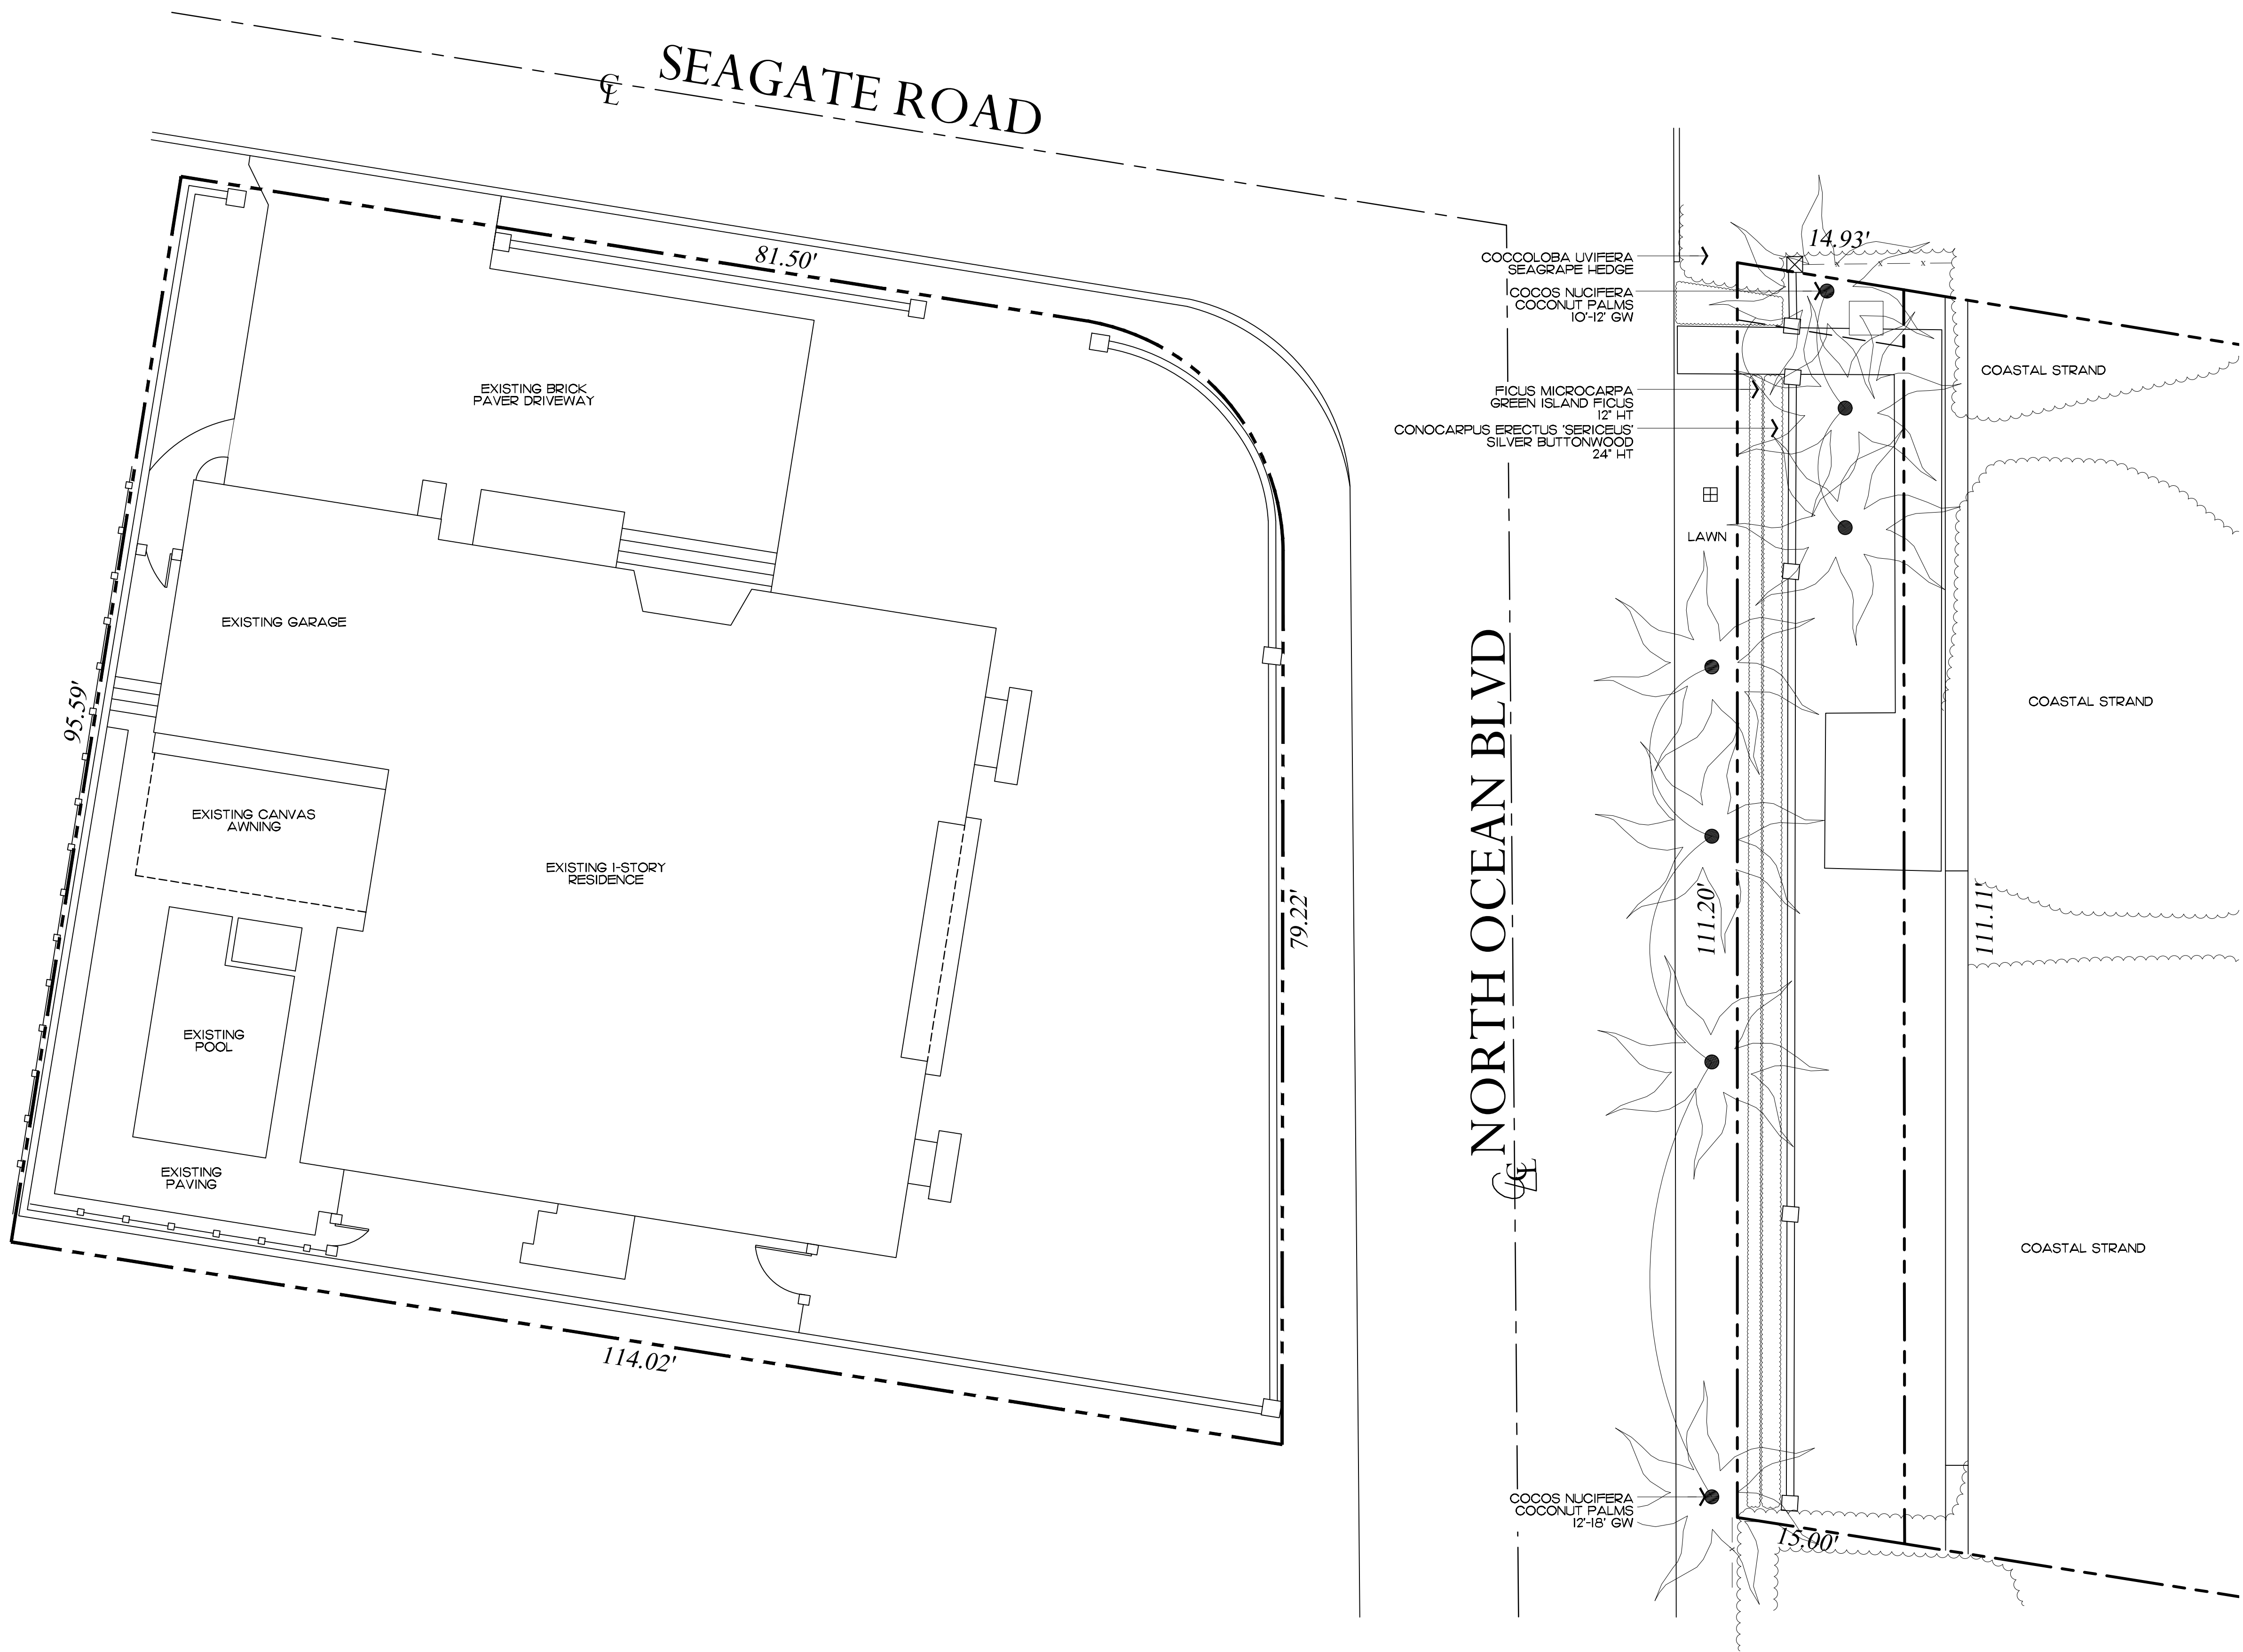 SEAGATE ROAD
CL
81.50'
14.93'
COCCOLOBA UVIFERA
SEAGRAPE HEDGE
COCOS NUCIFERA
COCONUT PALMS
10'-12' GW
COASTAL STRAND
EXISTING BRICK
PAVER DRIVEWAY
FICUS MICROCARPA
GREEN ISLAND FICUS
12" HT
CONOCARPUS ERECTUS 'SERICEUS'
SILVER BUTTONWOOD
24" HT
LAWN
EXISTING GARAGE
95.59'
NORTH OCEAN BLVD
CL
COASTAL STRAND
EXISTING CANVAS
AWNING
EXISTING 1-STORY
RESIDENCE
79.22'
111.20'
111.11'
EXISTING
POOL
EXISTING
PAVING
COASTAL STRAND
114.02'
COCOS NUCIFERA
COCONUT PALMS
12'-18' GW
15.00'